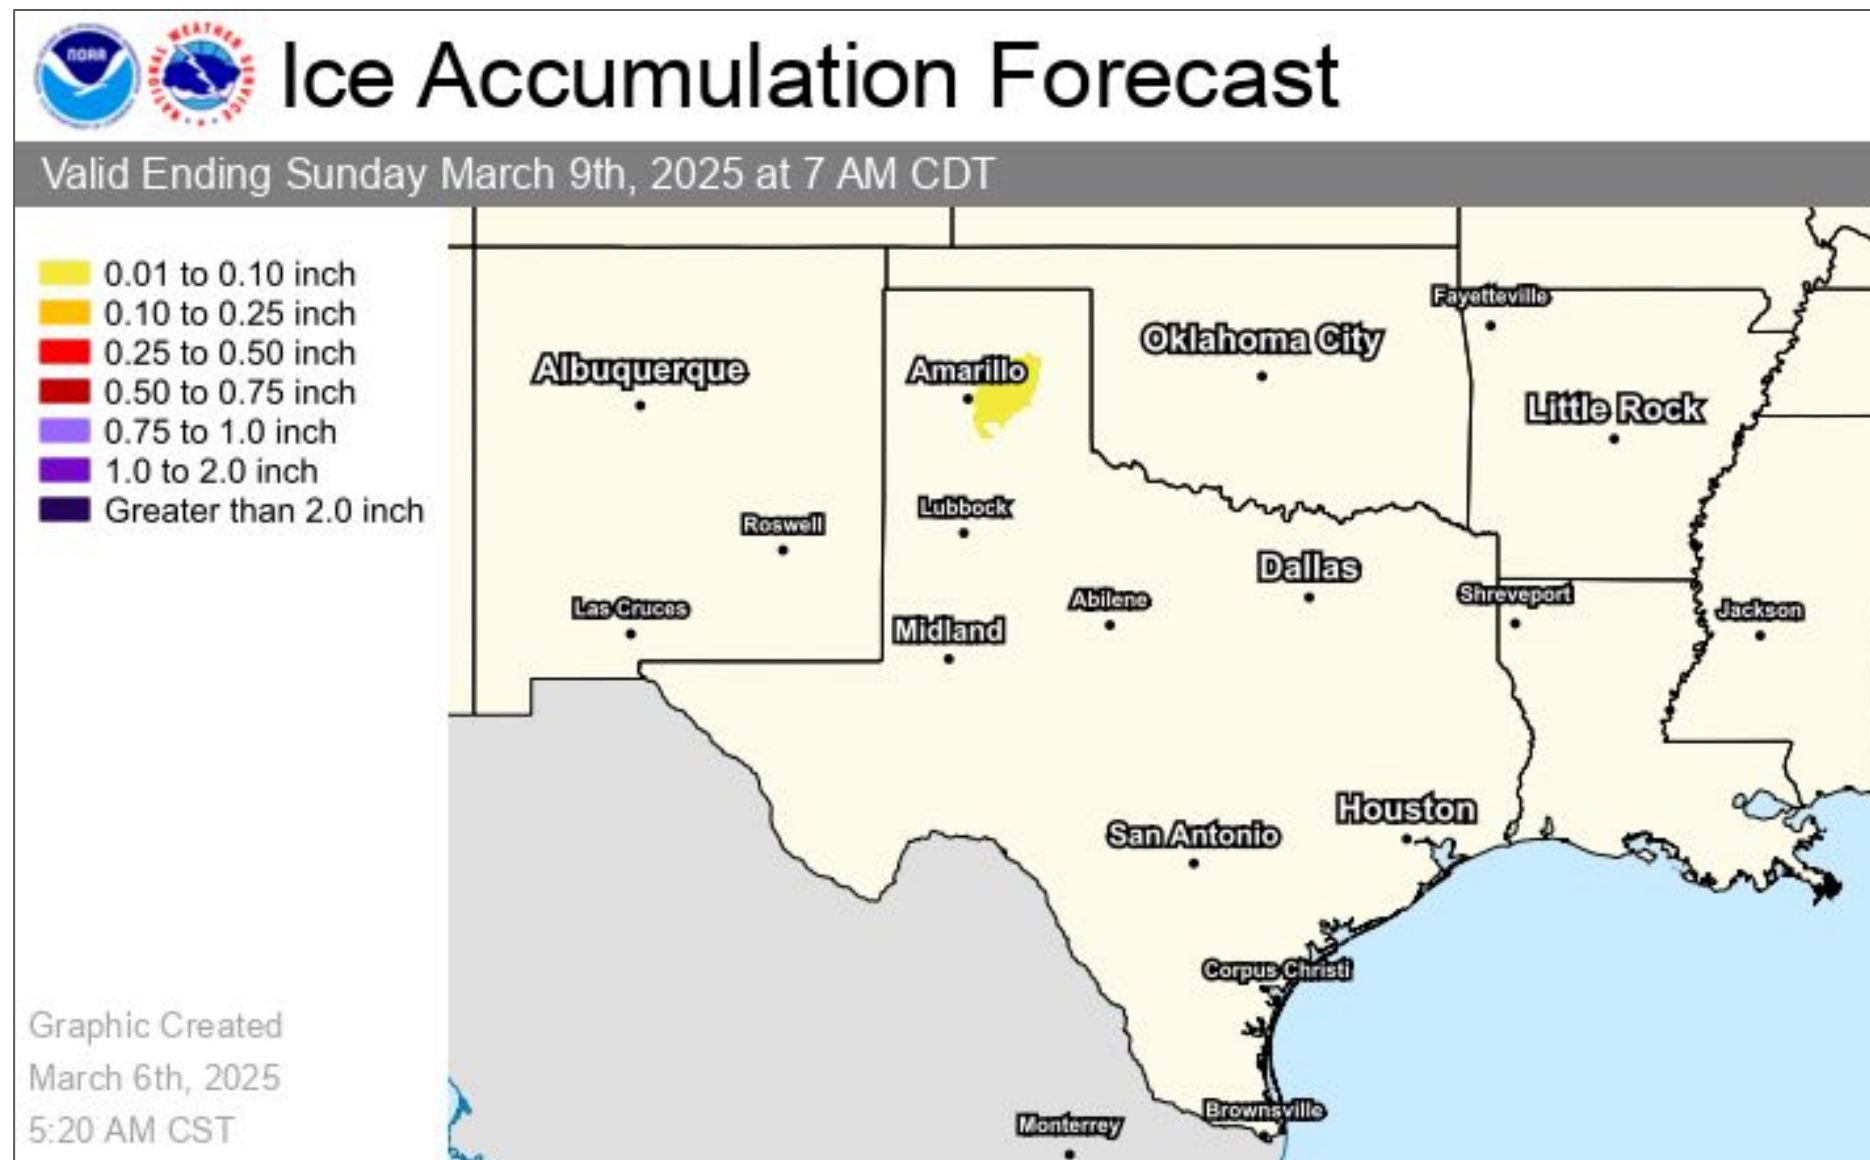 NOAA
NATIONAL WEATHER SERVICE
Ice Accumulation Forecast
Valid Ending Sunday March 9th, 2025 at 7 AM CDT
0.01 to 0.10 inch
0.10 to 0.25 inch
0.25 to 0.50 inch
0.50 to 0.75 inch
0.75 to 1.0 inch
1.0 to 2.0 inch
Greater than 2.0 inch
Fayetteville
Oklahoma City
Albuquerque
Amarillo
Little Rock
Lubbock
Roswell
Dallas
Shreveport
Abilene
Las Cruces
Jackson
Midland
Houston
San Antonio
Corpus Christi
Brownsville
Monterrey
Graphic Created
March 6th, 2025
5:20 AM CST